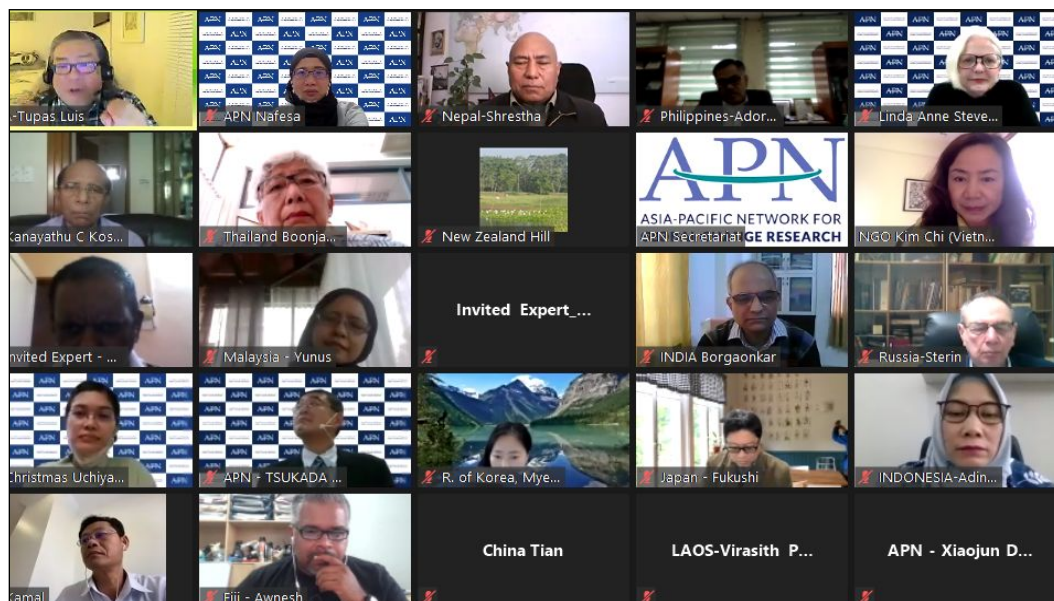 -Tupas Luis
APN Nafesa
Nepal-Shrestha
Philippines-Ador...
Linda Anne Steve...
Kanayathu C Kos...
Thailand Boonja...
New Zealand Hill
APN
ASIA-PACIFIC NETWORK FOR
GE RESEARCH
APN Secretariat
NGO Kim Chi (Vietn...
nvited Expert - ...
Malaysia - Yunus
Invited Expert_...
INDIA Borgaonkar
Russia-Sterin
Christmas Uchiya...
APN - TSUKADA ...
R. of Korea, Mye...
Japan - Fukushi
INDONESIA-Adin...
Kamal
Fiji - Awnesh
China Tian
LAOS-Virasith P...
APN - Xiaojun D...